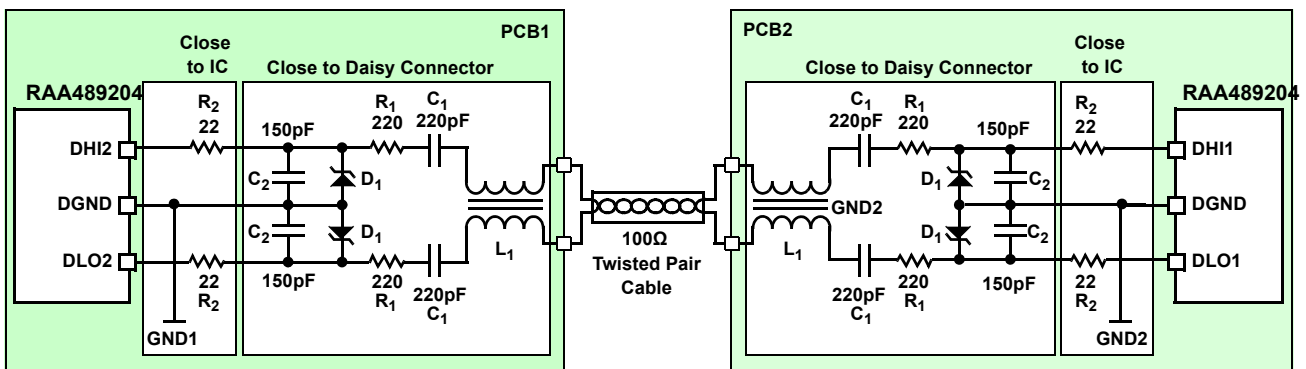 PCB1
Close
to IC
Close to Daisy Connector
RAA489204
R2
22
150pF
R1
220
C1
220pF
DHI2
C2
D1
DGND
C2
D1
DLO2
22
R2
150pF
220
R1
220pF
C1
L1
GND1
100Ω
Twisted Pair
Cable
PCB2
Close to Daisy Connector
Close
to IC
RAA489204
C1
220pF
R1
220
150pF
R2
22
DHI1
D1
C2
GND2
DGND
D1
C2
L1
DLO1
220pF
C1
220
R1
150pF
22
R2
GND2